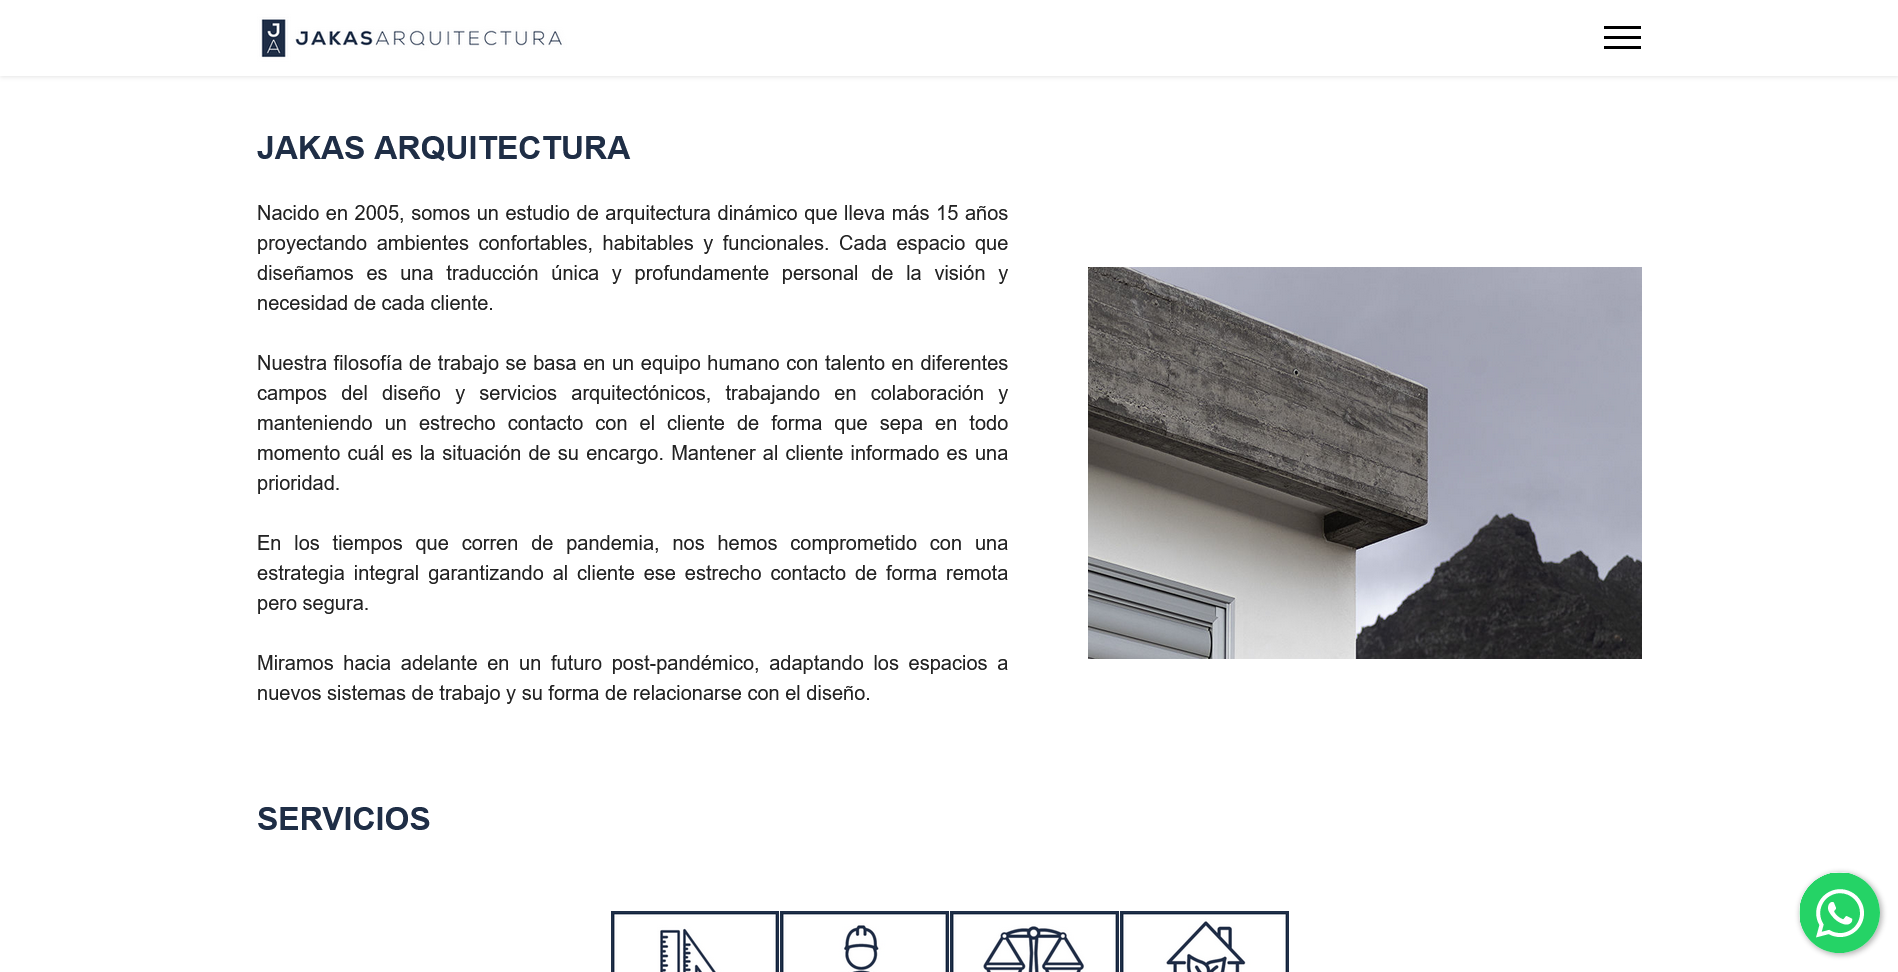 JA JAKASARQUITECTURA
JAKAS ARQUITECTURA
Nacido en 2005, somos un estudio de arquitectura dinámico que lleva más 15 años
proyectando ambientes confortables, habitables y funcionales. Cada espacio que
diseñamos es una traducción única y profundamente personal de la visión y
necesidad de cada cliente.
Nuestra filosofía de trabajo se basa en un equipo humano con talento en diferentes
campos del diseño y servicios arquitectónicos, trabajando en colaboración y
manteniendo un estrecho contacto con el cliente de forma que sepa en todo
momento cuál es la situación de su encargo. Mantener al cliente informado es una
prioridad.
En los tiempos que corren de pandemia, nos hemos comprometido con una
estrategia integral garantizando al cliente ese estrecho contacto de forma remota
pero segura.
Miramos hacia adelante en un futuro post-pandémico, adaptando los espacios a
nuevos sistemas de trabajo y su forma de relacionarse con el diseño.
SERVICIOS